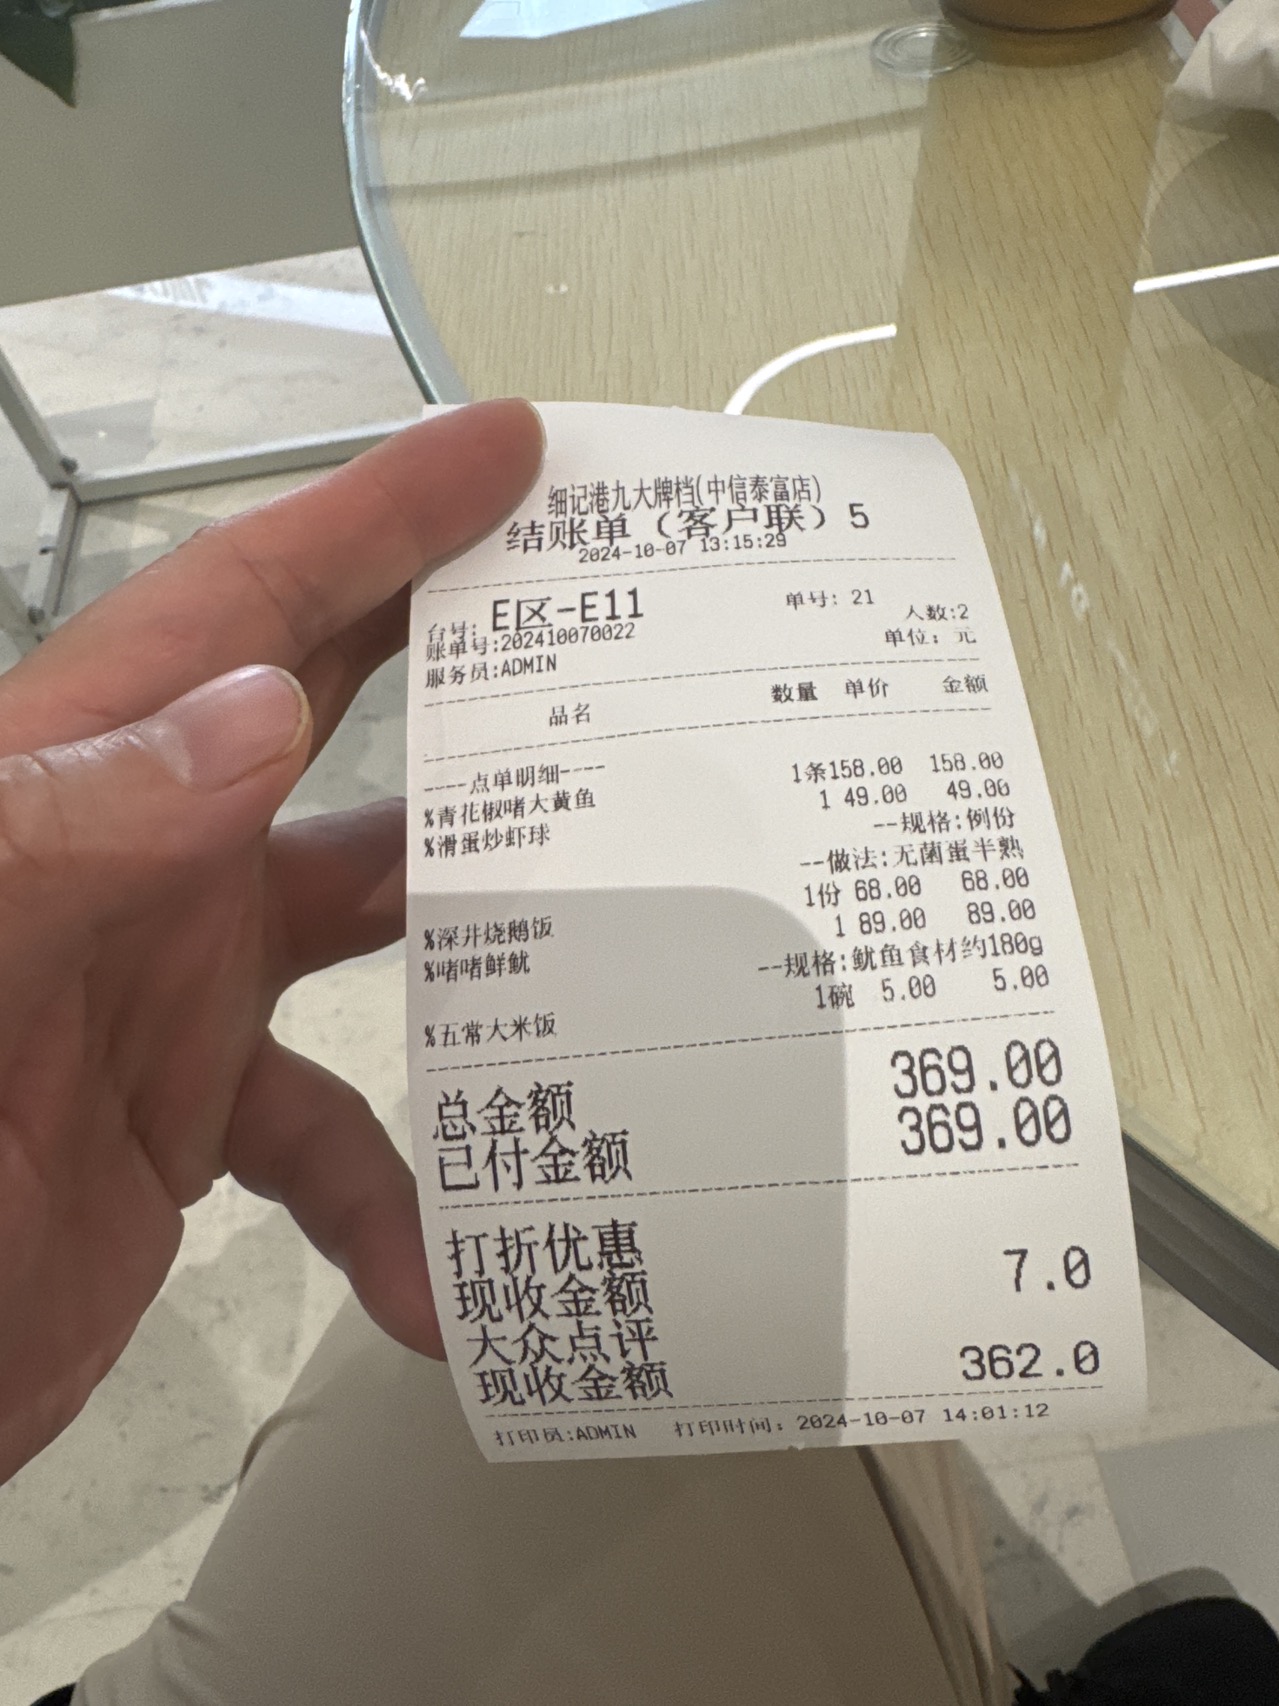 细记港九大牌档(中信泰富店)
结账单（客户联）5
2024-10-07 13:15:29
台号: E区-E11 单号: 21
账单号:202410070022 人数:2
服务员:ADMIN 单位: 元
品名 数量 单价 金额
----点单明细----
%青花椒啫大黄鱼 1条158.00 158.00
%滑蛋炒虾球 1 49.00 49.00
--规格:例份
--做法:无菌蛋半熟
%深井烧鹅饭 1份 68.00 68.00
%啫啫鲜鱿 1 89.00 89.00
--规格:鱿鱼食材约180g
%五常大米饭 1碗 5.00 5.00
总金额 369.00
已付金额 369.00
打折优惠
现收金额 7.0
大众点评
现收金额 362.0
打印员:ADMIN 打印时间: 2024-10-07 14:01:12